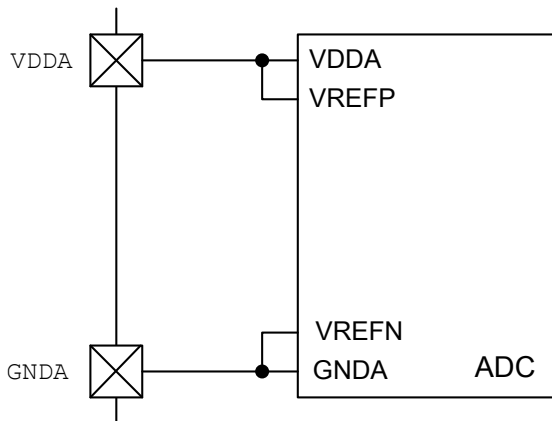 VDDA
VDDA
VREFP
VREFN
GNDA
GNDA
ADC